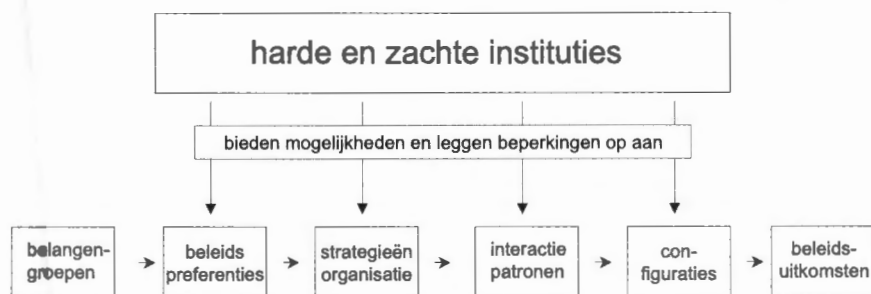 harde en zachte instituties
bieden mogelijkheden en leggen beperkingen op aan
belangen-
groepen
beleids
preferenties
strategieën
organisatie
interactie
patronen
con-
figuraties
beleids-
uitkomsten